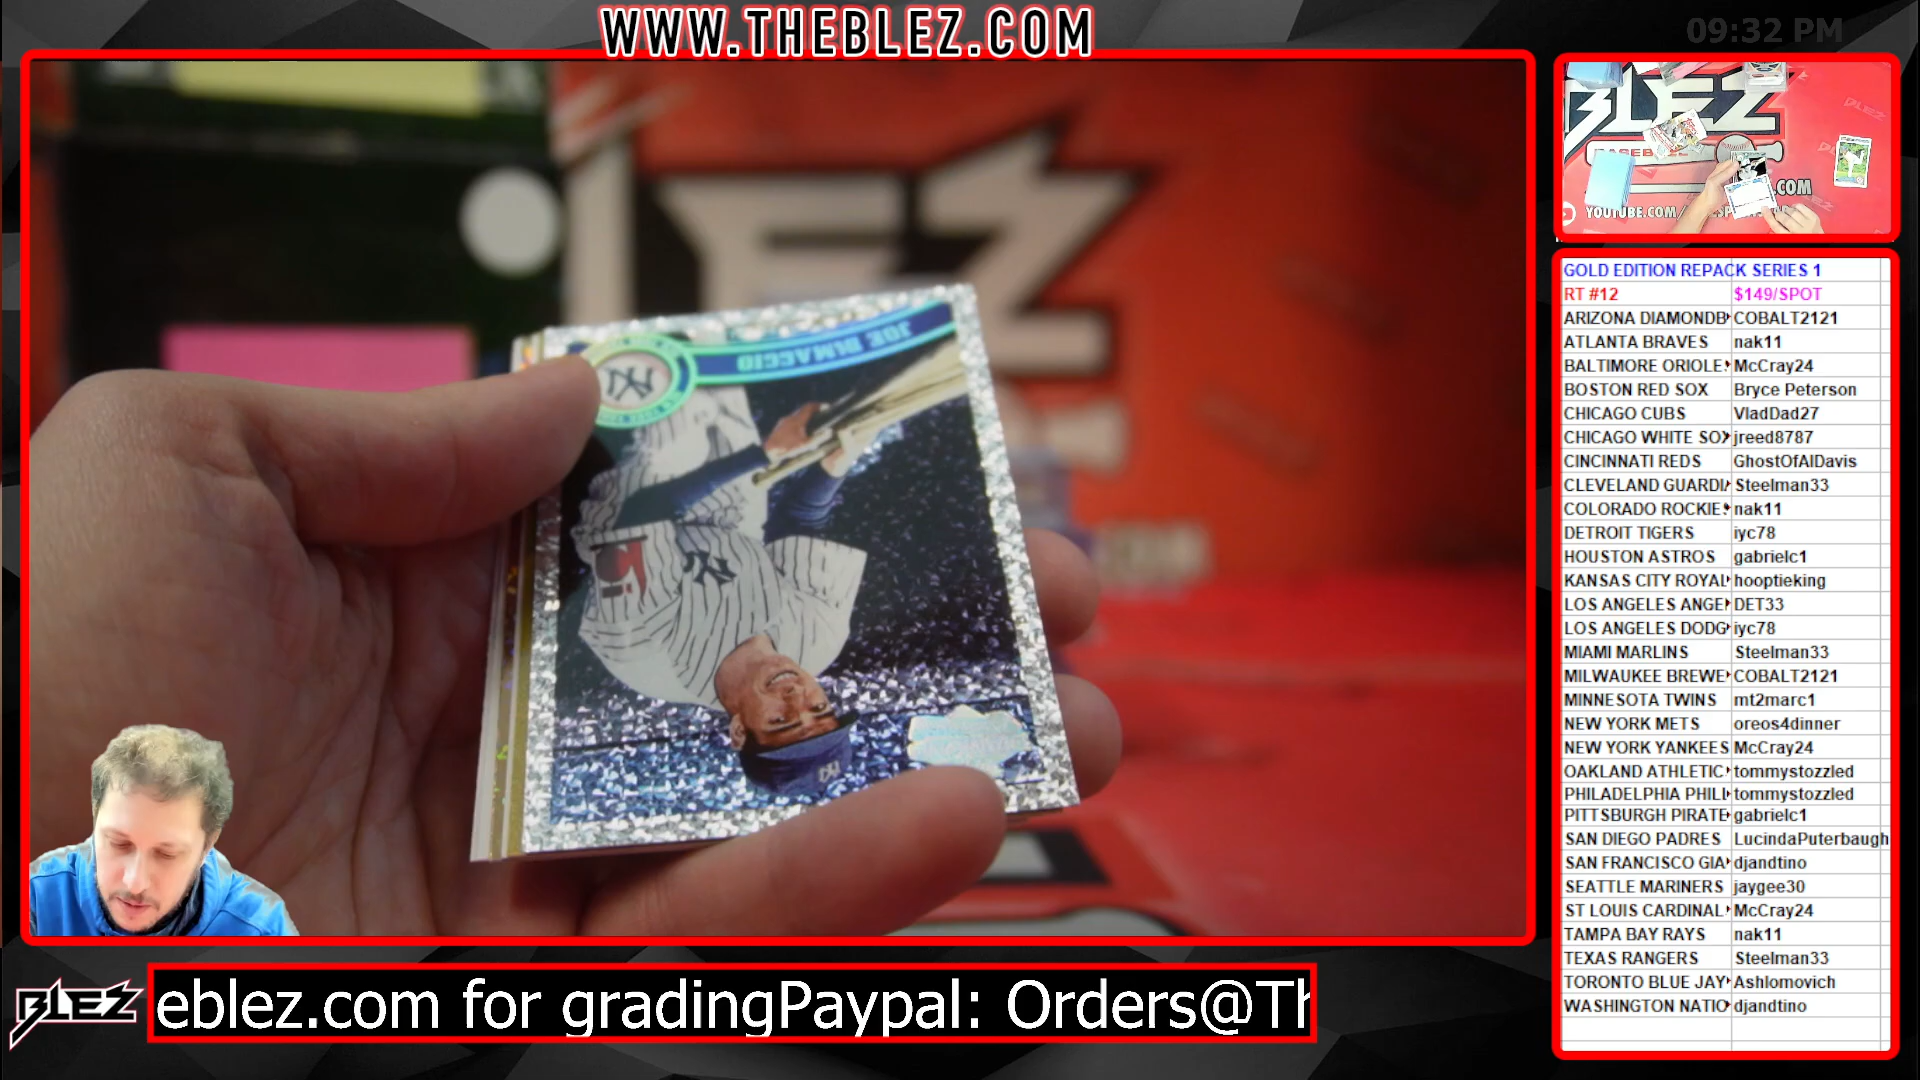 WWW.THEBLEZ.COM
09:32 PM
LEZ
JOE DIMAGGIO
NY
BLEZ
BLEZ
.COM
YOUTUBE.COM/
GOLD EDITION REPACK SERIES 1
RT #12 $149/SPOT
ARIZONA DIAMONDB COBALT2121
ATLANTA BRAVES nak11
BALTIMORE ORIOLE McCray24
BOSTON RED SOX Bryce Peterson
CHICAGO CUBS VladDad27
CHICAGO WHITE SOX jreed8787
CINCINNATI REDS GhostOfAlDavis
CLEVELAND GUARDI Steelman33
COLORADO ROCKIE nak11
DETROIT TIGERS iyc78
HOUSTON ASTROS gabrielc1
KANSAS CITY ROYAL hooptieking
LOS ANGELES ANGE DET33
LOS ANGELES DODG iyc78
MIAMI MARLINS Steelman33
MILWAUKEE BREWE COBALT2121
MINNESOTA TWINS mt2marc1
NEW YORK METS oreos4dinner
NEW YORK YANKEES McCray24
OAKLAND ATHLETIC tommystozzled
PHILADELPHIA PHILI tommystozzled
PITTSBURGH PIRATE gabrielc1
SAN DIEGO PADRES LucindaPuterbaugh
SAN FRANCISCO GIA djandtino
SEATTLE MARINERS jaygee30
ST LOUIS CARDINAL McCray24
TAMPA BAY RAYS nak11
TEXAS RANGERS Steelman33
TORONTO BLUE JAY Ashlomovich
WASHINGTON NATIO djandtino
BLEZ
eblez.com for gradingPaypal: Orders@Th